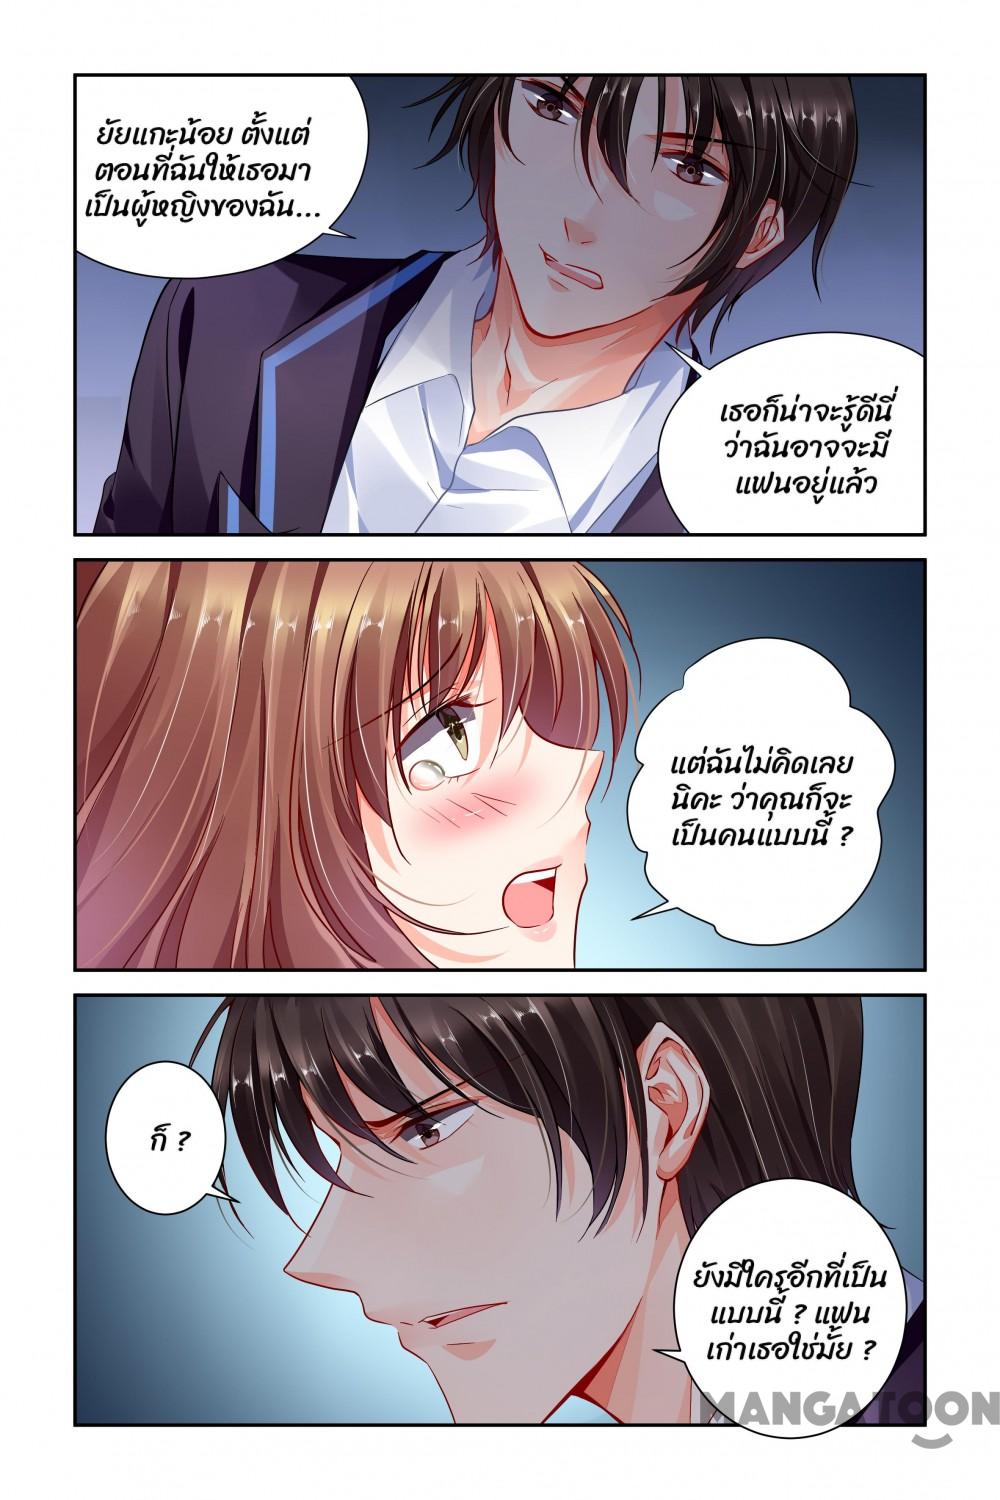 ยัยแกะน้อย ตั้งแต่
ตอนที่ฉันให้เธอมา
เป็นผู้หญิงของฉัน...
เธอก็น่าจะรู้ดีนี่
ว่าฉันอาจจะมี
แฟนอยู่แล้ว
แต่ฉันไม่คิดเลย
นิคะ ว่าคุณก็จะ
เป็นคนแบบนี้ ?
ก็ ?
ยังมีใครอีกที่เป็น
แบบนี้ ? แฟน
เก่าเธอใช่มั้ย ?
MANGATOON